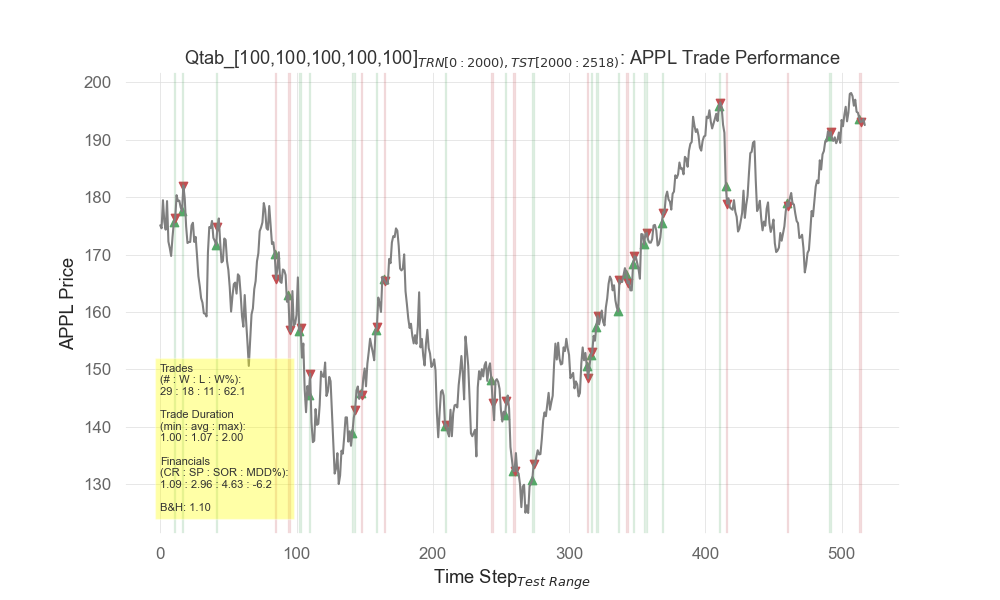 Qtab_[100,100,100,100,100]TRN[0 : 2000), TST[2000 : 2518): APPL Trade Performance
200
190
180
170
160
150
140
130
APPL Price
Trades
(# : W : L : W%):
29 : 18 : 11 : 62.1
Trade Duration
(min : avg : max):
1.00 : 1.07 : 2.00
Financials
(CR : SP : SOR : MDD%):
1.09 : 2.96 : 4.63 : -6.2
B&H: 1.10
0 100 200 300 400 500
Time StepTest Range